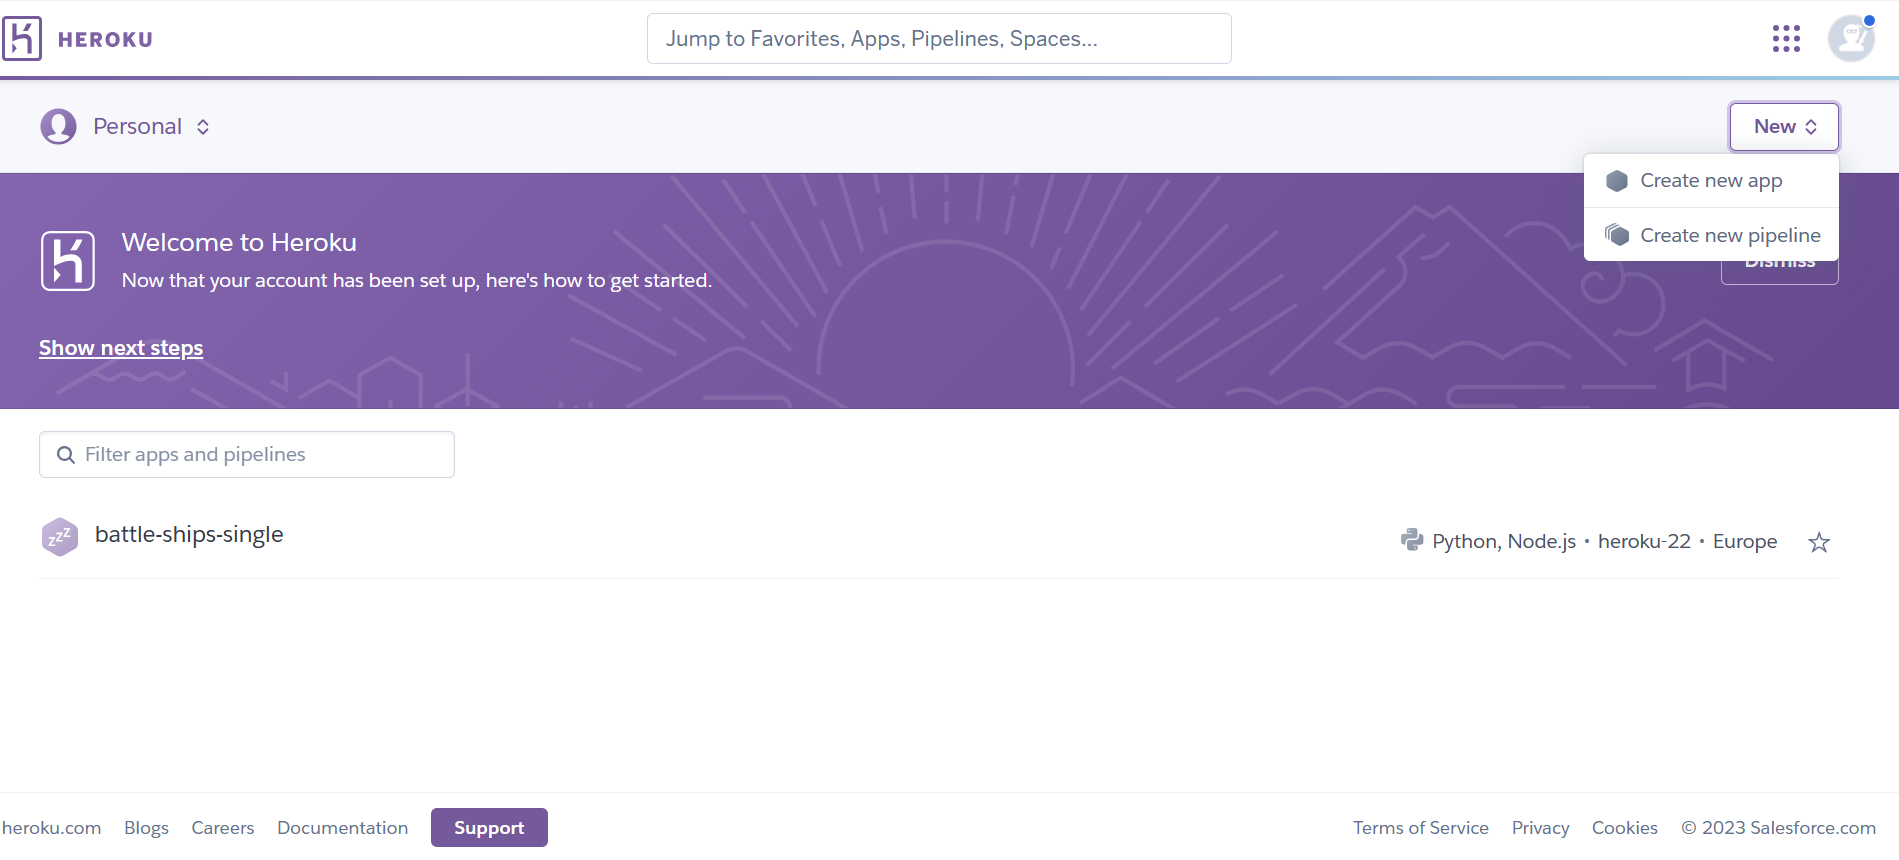 HEROKU
Jump to Favorites, Apps, Pipelines, Spaces...
Personal
New
Create new app
Create new pipeline
Dismiss
Welcome to Heroku
Now that your account has been set up, here's how to get started.
Show next steps
Filter apps and pipelines
zzz
battle-ships-single
Python, Node.js • heroku-22 • Europe
heroku.com Blogs Careers Documentation Support Terms of Service Privacy Cookies © 2023 Salesforce.com